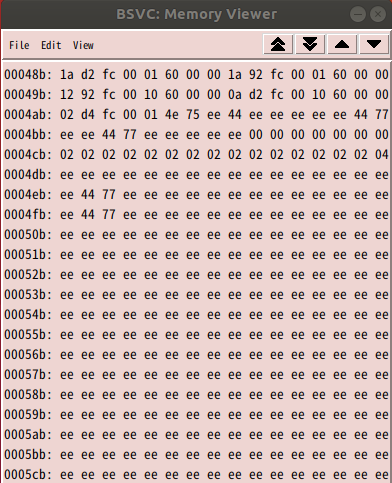 BSVC: Memory Viewer
File Edit View
00048b: 1a d2 fc 00 01 60 00 00 1a 92 fc 00 01 60 00 00
00049b: 12 92 fc 00 10 60 00 00 0a d2 fc 00 10 60 00 00
0004ab: 02 d4 fc 00 01 4e 75 ee 44 ee ee ee ee ee 44 77
0004bb: ee ee 44 77 ee ee ee ee ee 00 00 00 00 00 00 00
0004cb: 02 02 02 02 02 02 02 02 02 02 02 02 02 02 02 04
0004db: ee ee ee ee ee ee ee ee ee ee ee ee ee ee ee ee
0004eb: ee 44 77 ee ee ee ee ee ee ee ee ee ee ee ee ee
0004fb: ee 44 77 ee ee ee ee ee ee ee ee ee ee ee ee ee
00050b: ee ee ee ee ee ee ee ee ee ee ee ee ee ee ee ee
00051b: ee ee ee ee ee ee ee ee ee ee ee ee ee ee ee ee
00052b: ee ee ee ee ee ee ee ee ee ee ee ee ee ee ee ee
00053b: ee ee ee ee ee ee ee ee ee ee ee ee ee ee ee ee
00054b: ee ee ee ee ee ee ee ee ee ee ee ee ee ee ee ee
00055b: ee ee ee ee ee ee ee ee ee ee ee ee ee ee ee ee
00056b: ee ee ee ee ee ee ee ee ee ee ee ee ee ee ee ee
00057b: ee ee ee ee ee ee ee ee ee ee ee ee ee ee ee ee
00058b: ee ee ee ee ee ee ee ee ee ee ee ee ee ee ee ee
00059b: ee ee ee ee ee ee ee ee ee ee ee ee ee ee ee ee
0005ab: ee ee ee ee ee ee ee ee ee ee ee ee ee ee ee ee
0005bb: ee ee ee ee ee ee ee ee ee ee ee ee ee ee ee ee
0005cb: ee ee ee ee ee ee ee ee ee ee ee ee ee ee ee ee